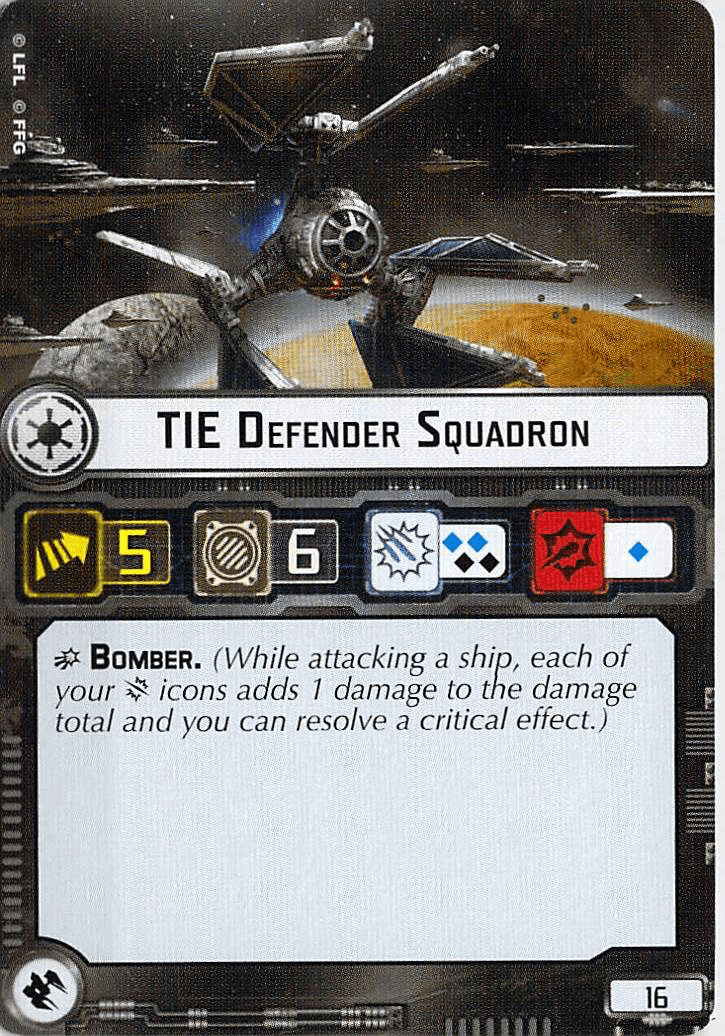 © LFL © FFG
TIE DEFENDER SQUADRON
5 6
BOMBER. (While attacking a ship, each of
your icons adds 1 damage to the damage
total and you can resolve a critical effect.)
16